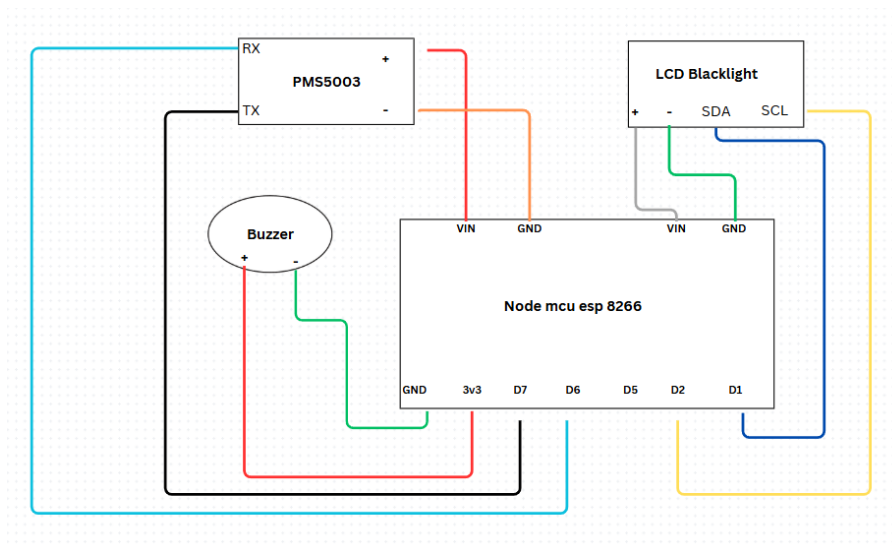 RX
+
PMS5003
TX
-
LCD Blacklight
+
-
SDA
SCL
Buzzer
+
-
VIN
GND
VIN
GND
Node mcu esp 8266
GND
3v3
D7
D6
D5
D2
D1